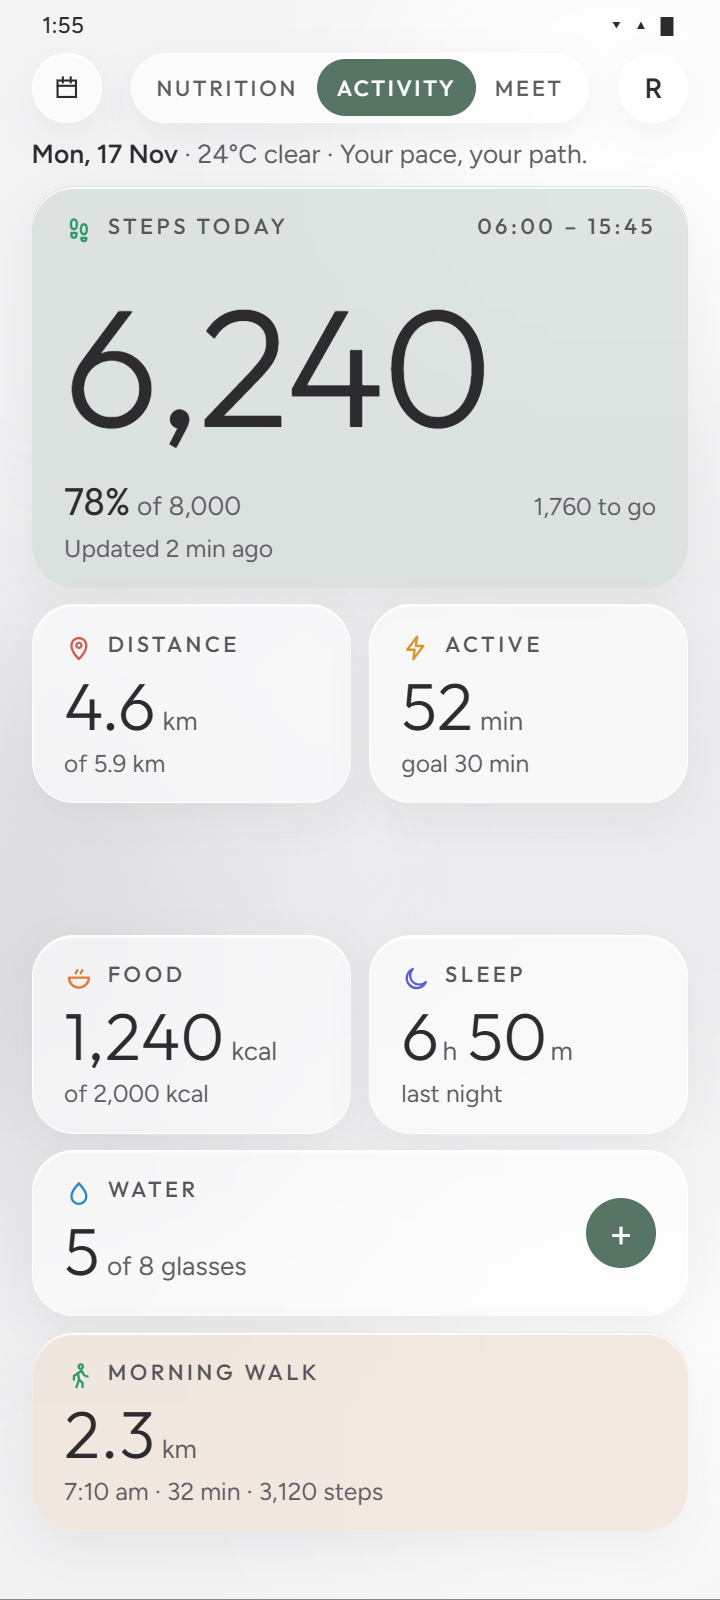 1:55
NUTRITION ACTIVITY MEET R
Mon, 17 Nov · 24°C clear · Your pace, your path.
STEPS TODAY 06:00 – 15:45
6,240
78% of 8,000 1,760 to go
Updated 2 min ago
DISTANCE
4.6 km
of 5.9 km
ACTIVE
52 min
goal 30 min
FOOD
1,240 kcal
of 2,000 kcal
SLEEP
6 h 50 m
last night
WATER
5 of 8 glasses
+
MORNING WALK
2.3 km
7:10 am · 32 min · 3,120 steps